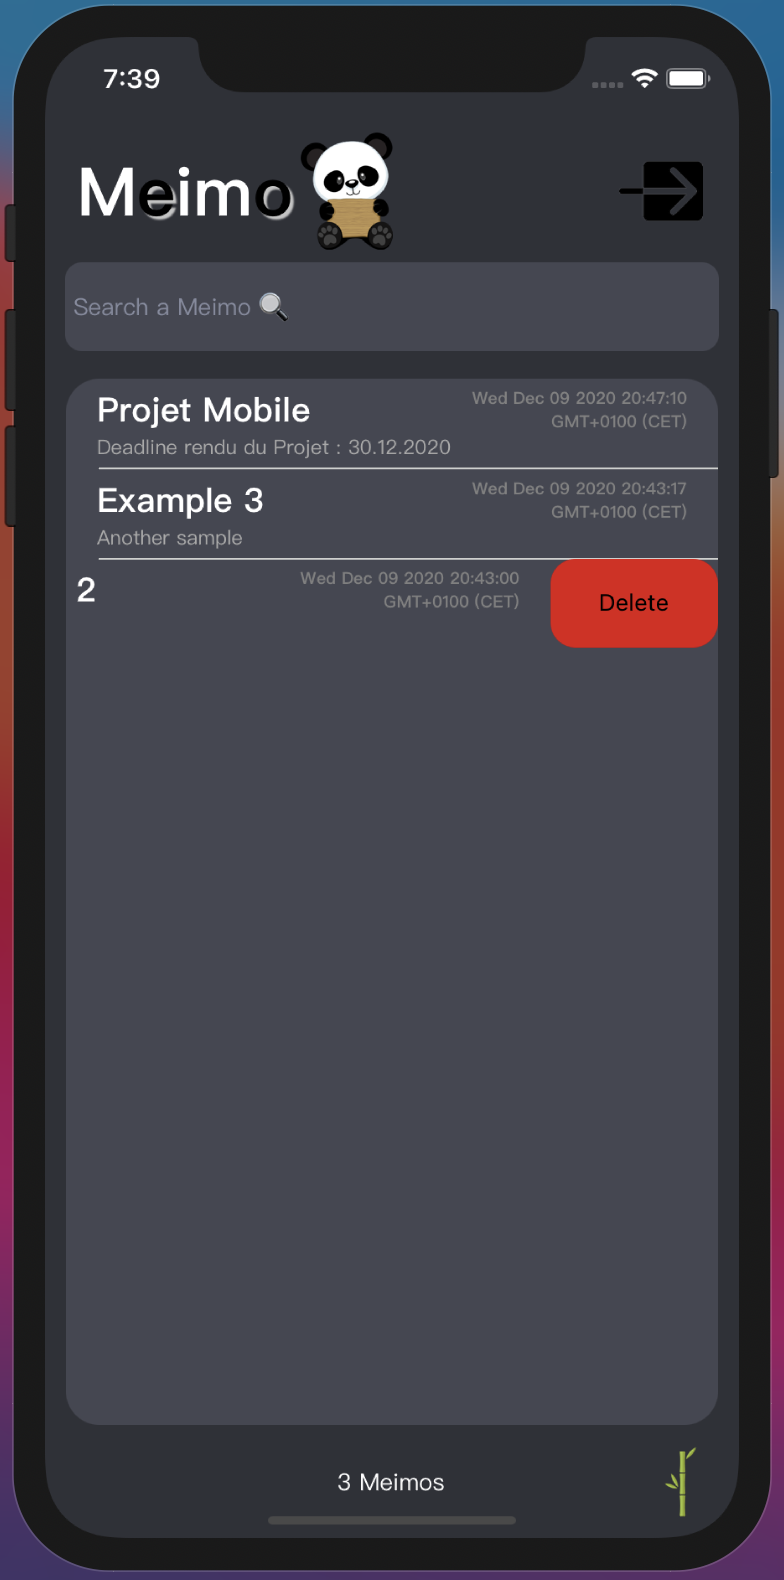 7:39
Meimo
Search a Meimo
Projet Mobile
Wed Dec 09 2020 20:47:10
GMT+0100 (CET)
Deadline rendu du Projet : 30.12.2020
Example 3
Wed Dec 09 2020 20:43:17
GMT+0100 (CET)
Another sample
2
Wed Dec 09 2020 20:43:00
GMT+0100 (CET)
Delete
3 Meimos